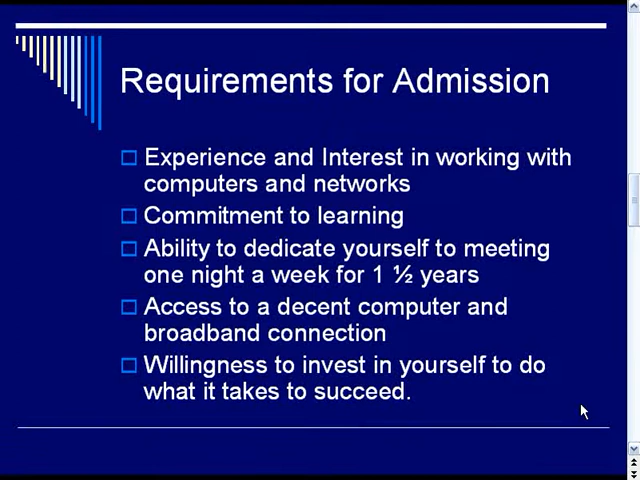 Requirements for Admission
Experience and Interest in working with
computers and networks
Commitment to learning
Ability to dedicate yourself to meeting
one night a week for 1 ½ years
Access to a decent computer and
broadband connection
Willingness to invest in yourself to do
what it takes to succeed.